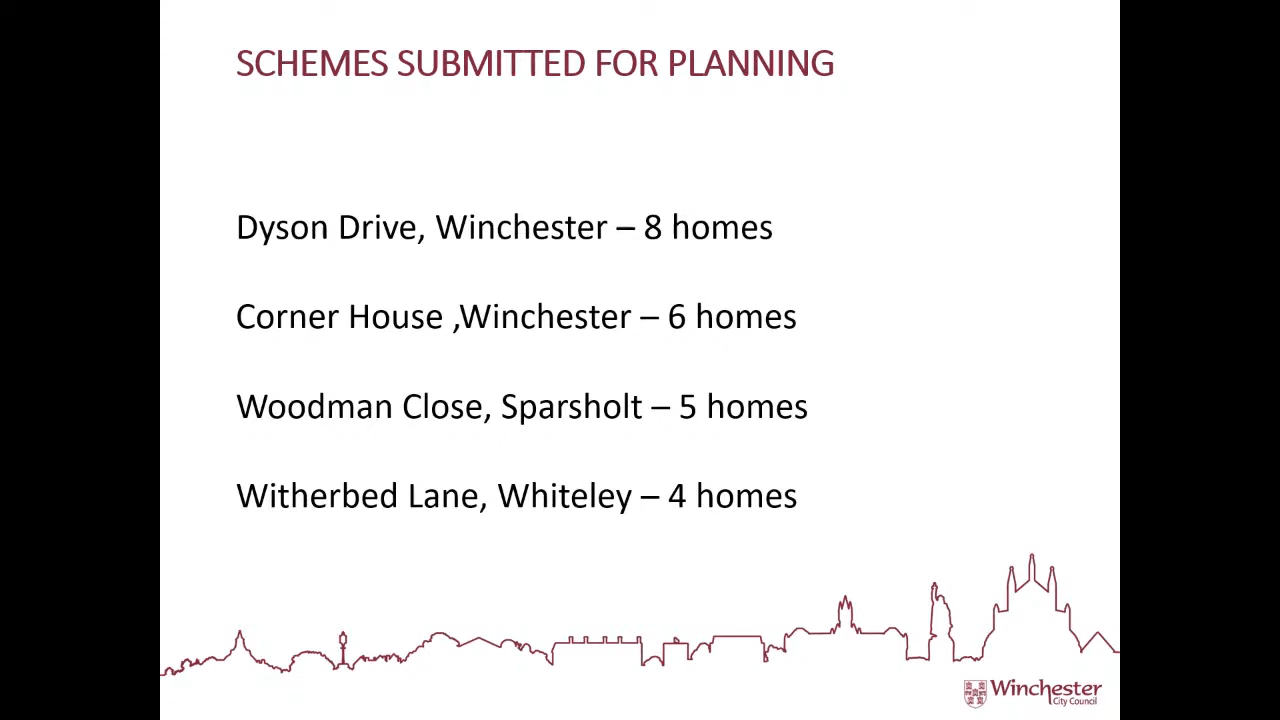 SCHEMES SUBMITTED FOR PLANNING
Dyson Drive, Winchester – 8 homes
Corner House ,Winchester – 6 homes
Woodman Close, Sparsholt – 5 homes
Witherbed Lane, Whiteley – 4 homes
Winchester
City Council